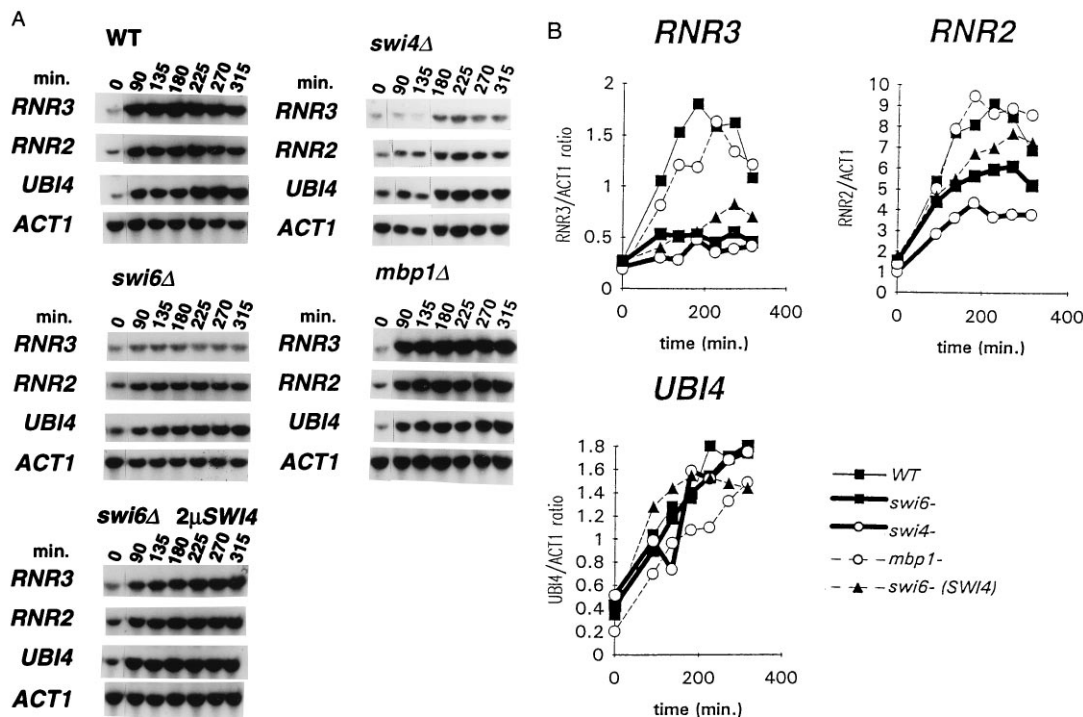 A
WT
min. 0 90 135 180 225 270 315
RNR3
RNR2
UBI4
ACT1
swi4Δ
min. 0 90 135 180 225 270 315
RNR3
RNR2
UBI4
ACT1
swi6Δ
min. 0 90 135 180 225 270 315
RNR3
RNR2
UBI4
ACT1
mbp1Δ
min. 0 90 135 180 225 270 315
RNR3
RNR2
UBI4
ACT1
swi6Δ 2μSWI4
min. 0 90 135 180 225 270 315
RNR3
RNR2
UBI4
ACT1
B
RNR3
RNR3/ACT1 ratio
2
1.5
1
0.5
0
0 200 400
time (min.)
RNR2
RNR2/ACT1
10
9
8
7
6
5
4
3
2
1
0
0 200 400
time (min.)
UBI4
UBI4/ACT1 ratio
1.8
1.6
1.4
1.2
1
0.8
0.6
0.4
0.2
0
0 200 400
time (min.)
WT
swi6-
swi4-
mbp1-
swi6- (SWI4)